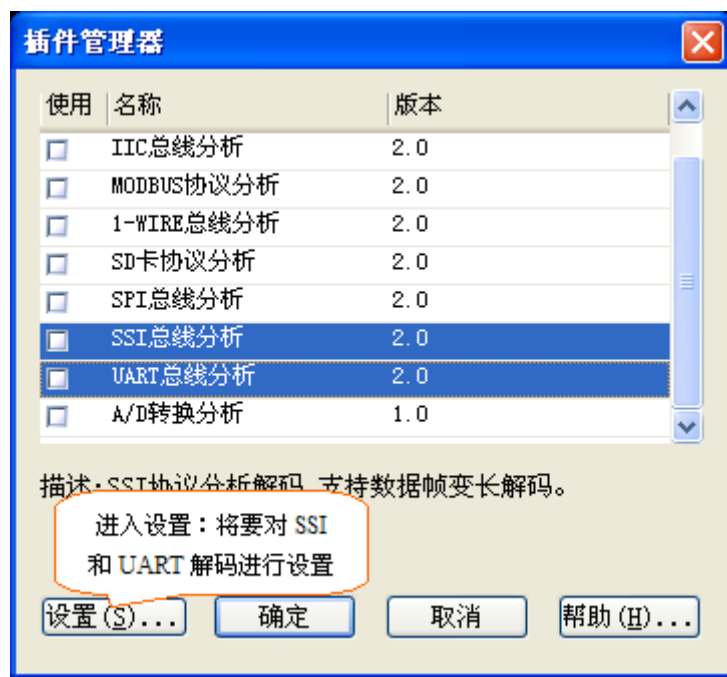 插件管理器
使用 名称 版本
IIC总线分析 2.0
MODBUS协议分析 2.0
1-WIRE总线分析 2.0
SD卡协议分析 2.0
SPI总线分析 2.0
SSI总线分析 2.0
UART总线分析 2.0
A/D转换分析 1.0
描述:SSI协议分析解码,支持数据帧变长解码。
进入设置：将要对 SSI
和 UART 解码进行设置
设置(S)... 确定 取消 帮助(H)...